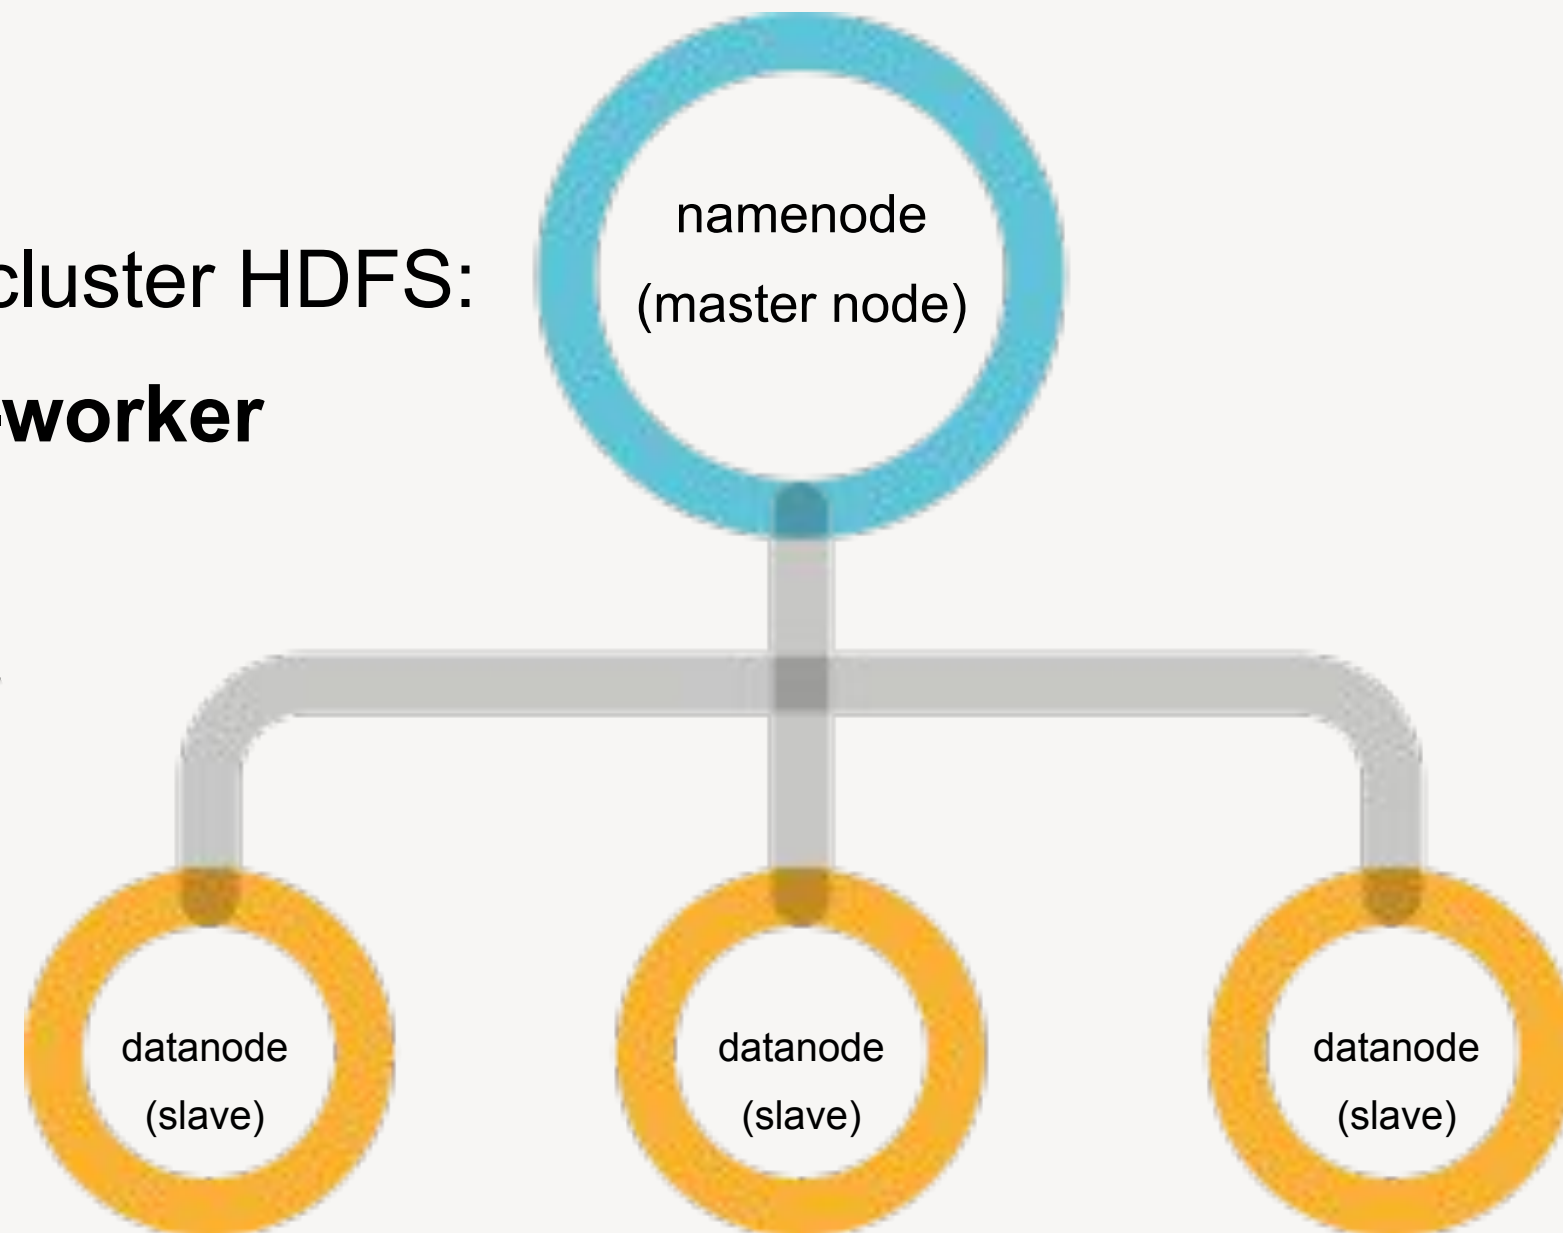 cluster HDFS:
-worker
namenode
(master node)
datanode
(slave)
datanode
(slave)
datanode
(slave)